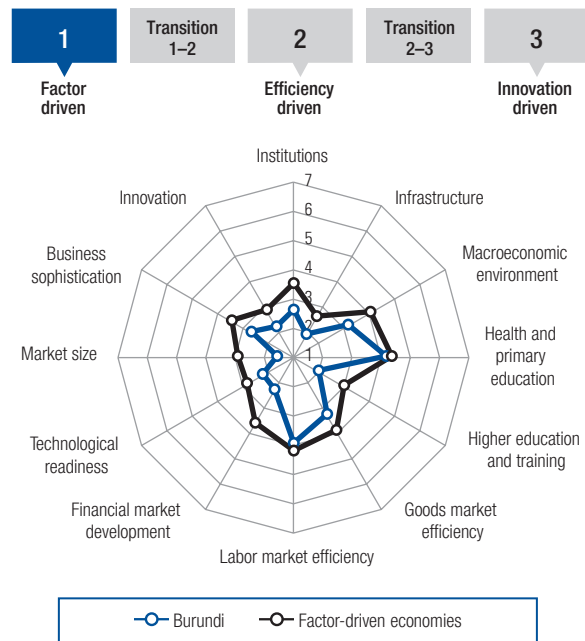 1
Transition
1–2
2
Transition
2–3
3
Factor
driven
Efficiency
driven
Innovation
driven
Institutions
Innovation
Infrastructure
Business
sophistication
Macroeconomic
environment
Market size
Health and
primary
education
Technological
readiness
Higher education
and training
Financial market
development
Goods market
efficiency
Labor market efficiency
7
6
5
4
3
2
1
Burundi
Factor-driven economies